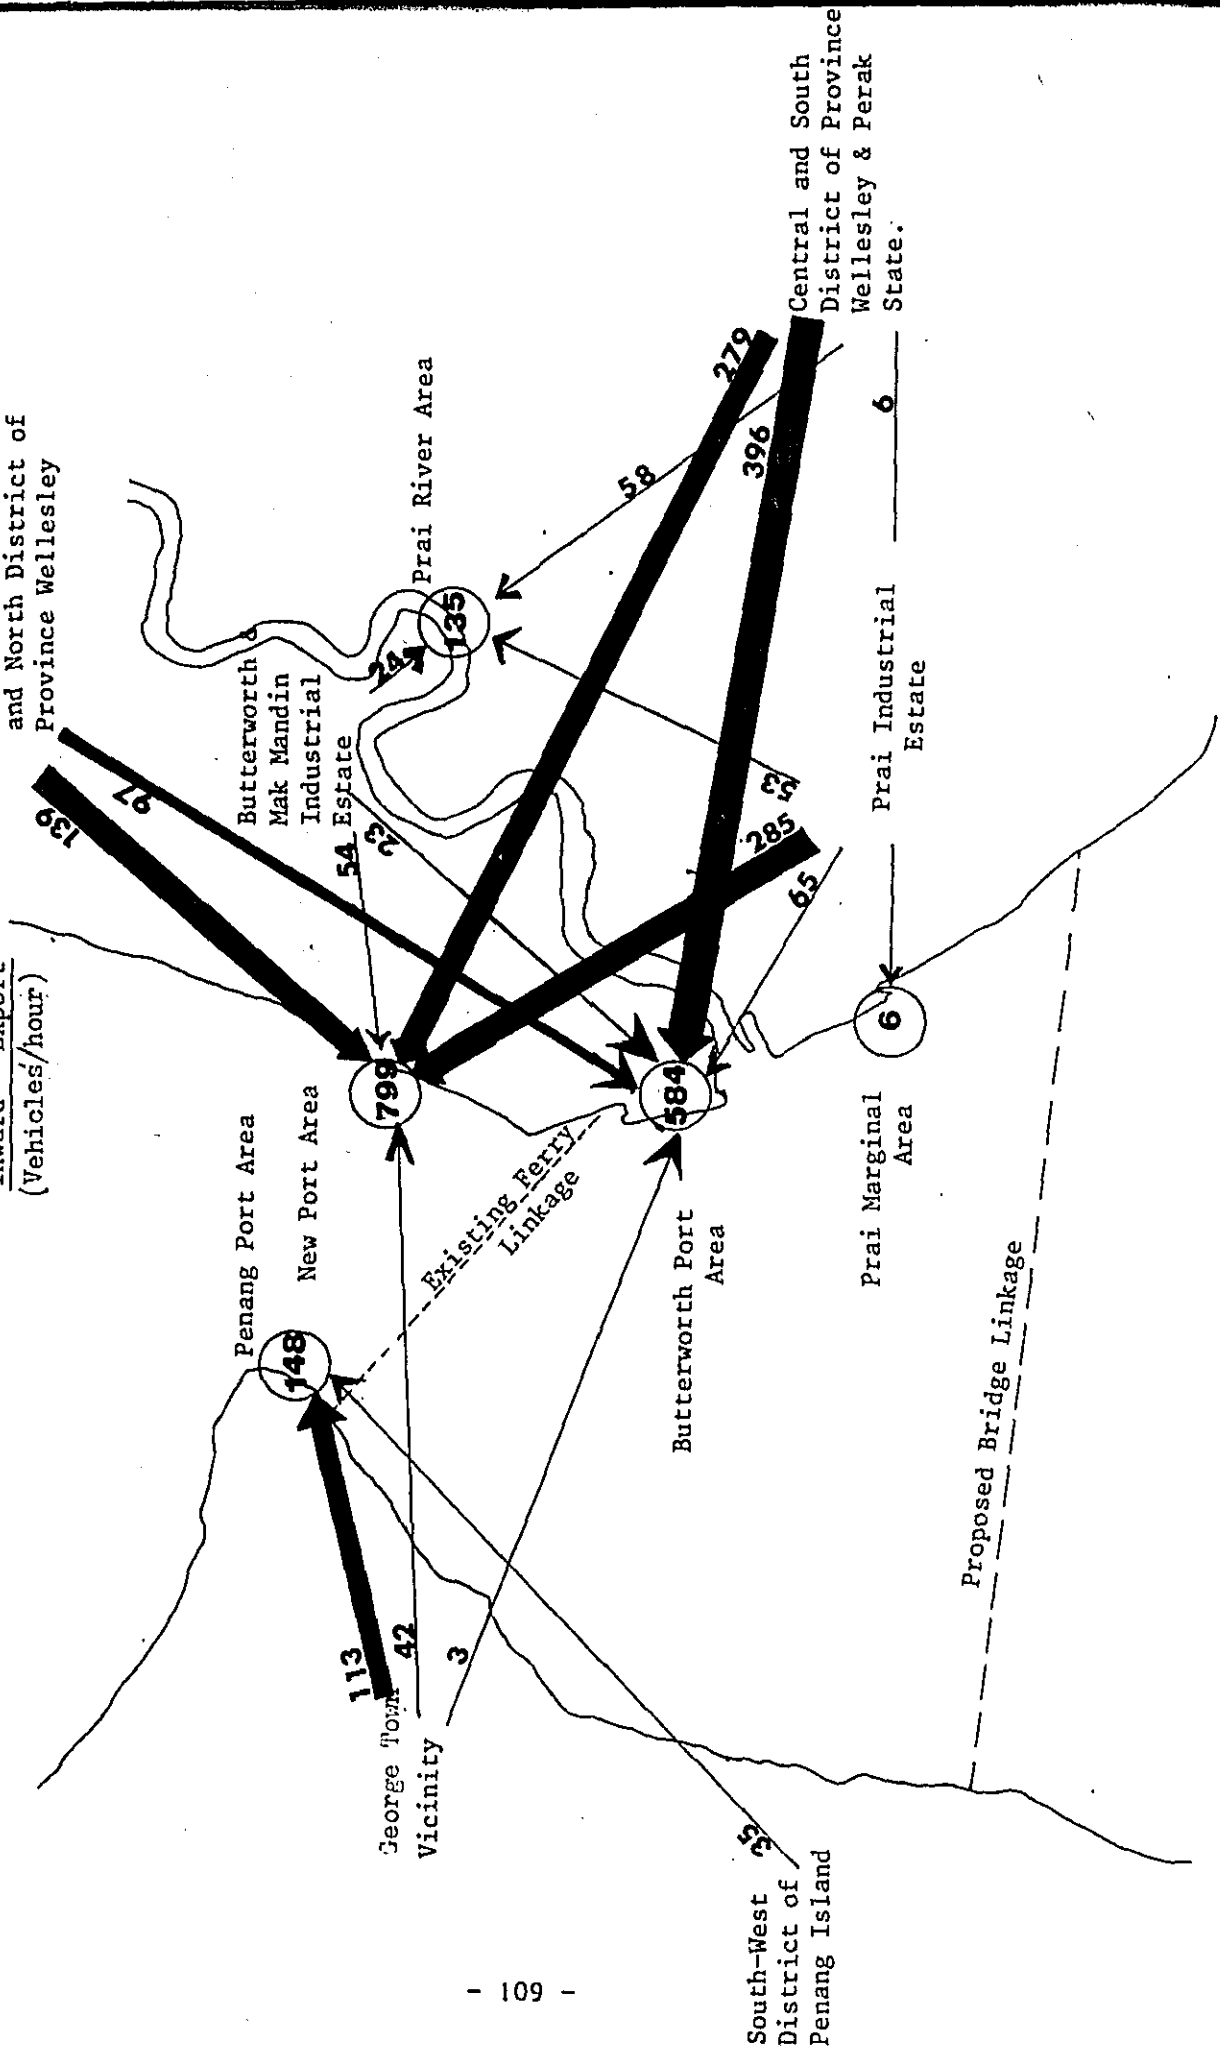 and North District of
Province Wellesley
(Vehicles/hour)
139
97
Butterworth &
Mak Mandin
Industrial
Estate
54
23
24
Prai River Area
135
Penang Port Area
148
New Port Area
799
113
42
3
George Town
Vicinity
Existing Ferry
Linkage
58
279
396
Central and South
District of Province
Wellesley & Perak
State.
6
53
285
65
584
Butterworth Port
Area
Prai Industrial
Estate
6
Prai Marginal
Area
35
South-West
District of
Penang Island
Proposed Bridge Linkage
- 109 -